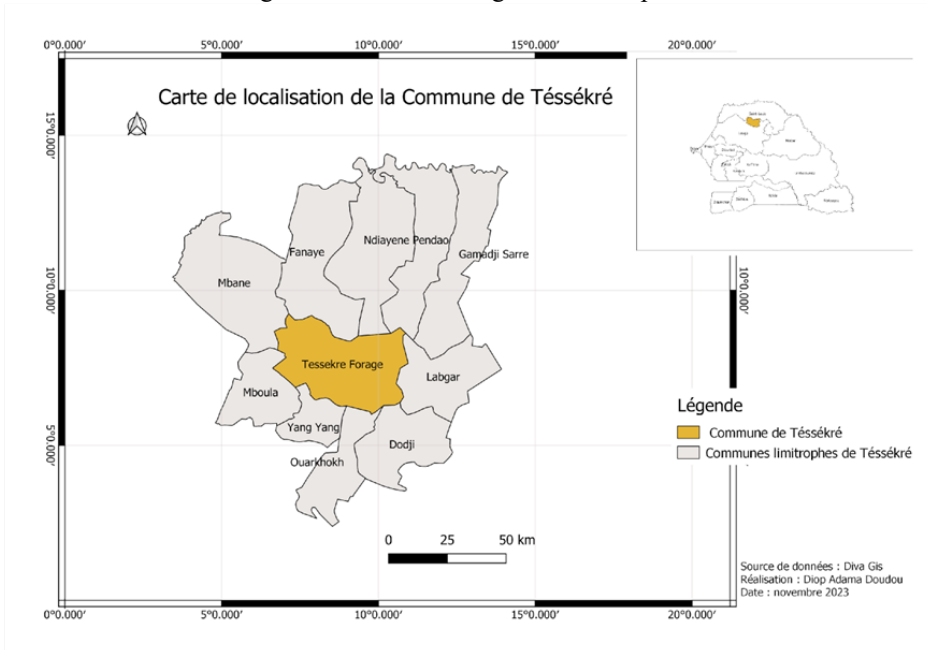 0°0.000′ 5°0.000′ 10°0.000′ 15°0.000′ 20°0.000′
Carte de localisation de la Commune de Téssékré
15°0.000′
Ndiayene Pendao
Fanaye
Gamadji Sarre
Mbane
10°0.000′ 10°0.000′
Tessekre Forage
Labgar
Mboula
Légende
Yang Yang
Commune de Téssékré
Dodji
5°0.000′
Communes limitrophes de Téssékré
Ouarkhokh
0 25 50 km
Source de données : Diva Gis
Réalisation : Diop Adama Doudou
Date : novembre 2023
0°0.000′ 5°0.000′ 10°0.000′ 15°0.000′ 20°0.000′